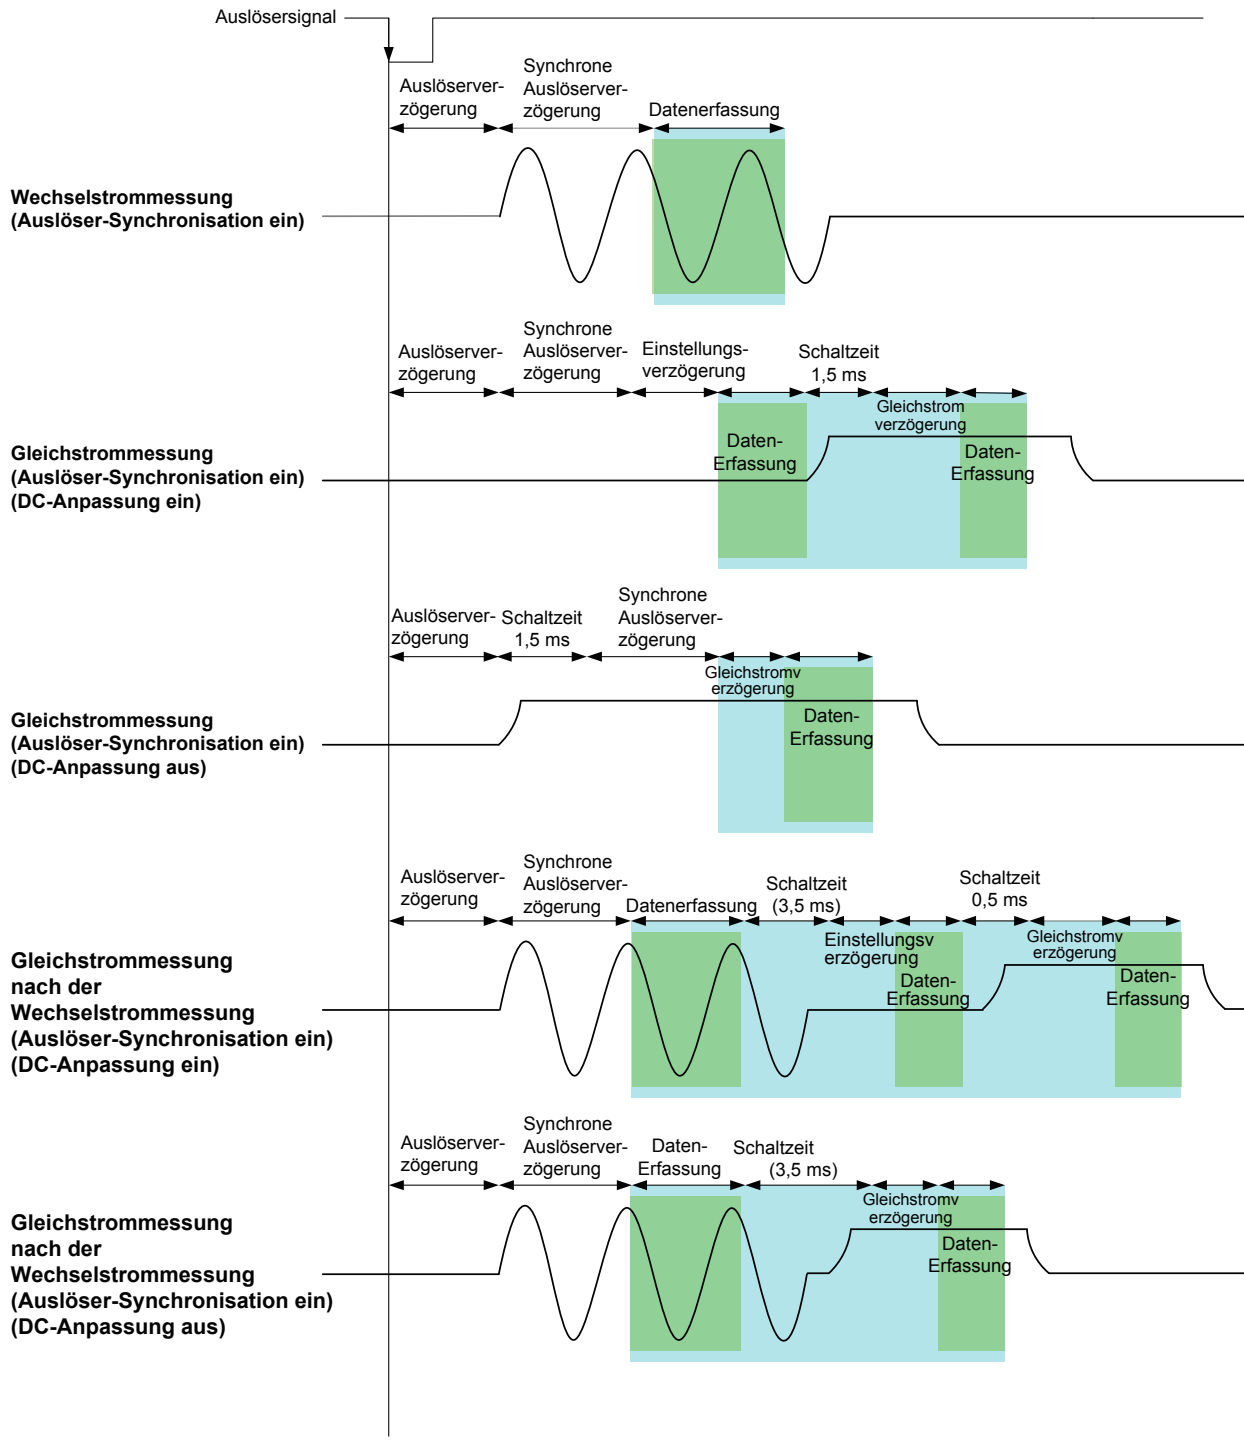 Auslösersignal
Auslöserver-
zögerung
Synchrone
Auslöserver-
zögerung
Datenerfassung
Wechselstrommessung
(Auslöser-Synchronisation ein)
Auslöserver-
zögerung
Synchrone
Auslöserver-
zögerung
Einstellungs-
verzögerung
Schaltzeit
1,5 ms
Gleichstrom
verzögerung
Daten-
Erfassung
Daten-
Erfassung
Gleichstrommessung
(Auslöser-Synchronisation ein)
(DC-Anpassung ein)
Auslöserver-
zögerung
Schaltzeit
1,5 ms
Synchrone
Auslöserver-
zögerung
Gleichstromv
erzögerung
Daten-
Erfassung
Gleichstrommessung
(Auslöser-Synchronisation ein)
(DC-Anpassung aus)
Auslöserver-
zögerung
Synchrone
Auslöserver-
zögerung
Datenerfassung
Schaltzeit
(3,5 ms)
Einstellungsv
erzögerung
Daten-
Erfassung
Schaltzeit
0,5 ms
Gleichstromv
erzögerung
Daten-
Erfassung
Gleichstrommessung
nach der
Wechselstrommessung
(Auslöser-Synchronisation ein)
(DC-Anpassung ein)
Auslöserver-
zögerung
Synchrone
Auslöserver-
zögerung
Daten-
Erfassung
Schaltzeit
(3,5 ms)
Gleichstromv
erzögerung
Daten-
Erfassung
Gleichstrommessung
nach der
Wechselstrommessung
(Auslöser-Synchronisation ein)
(DC-Anpassung aus)